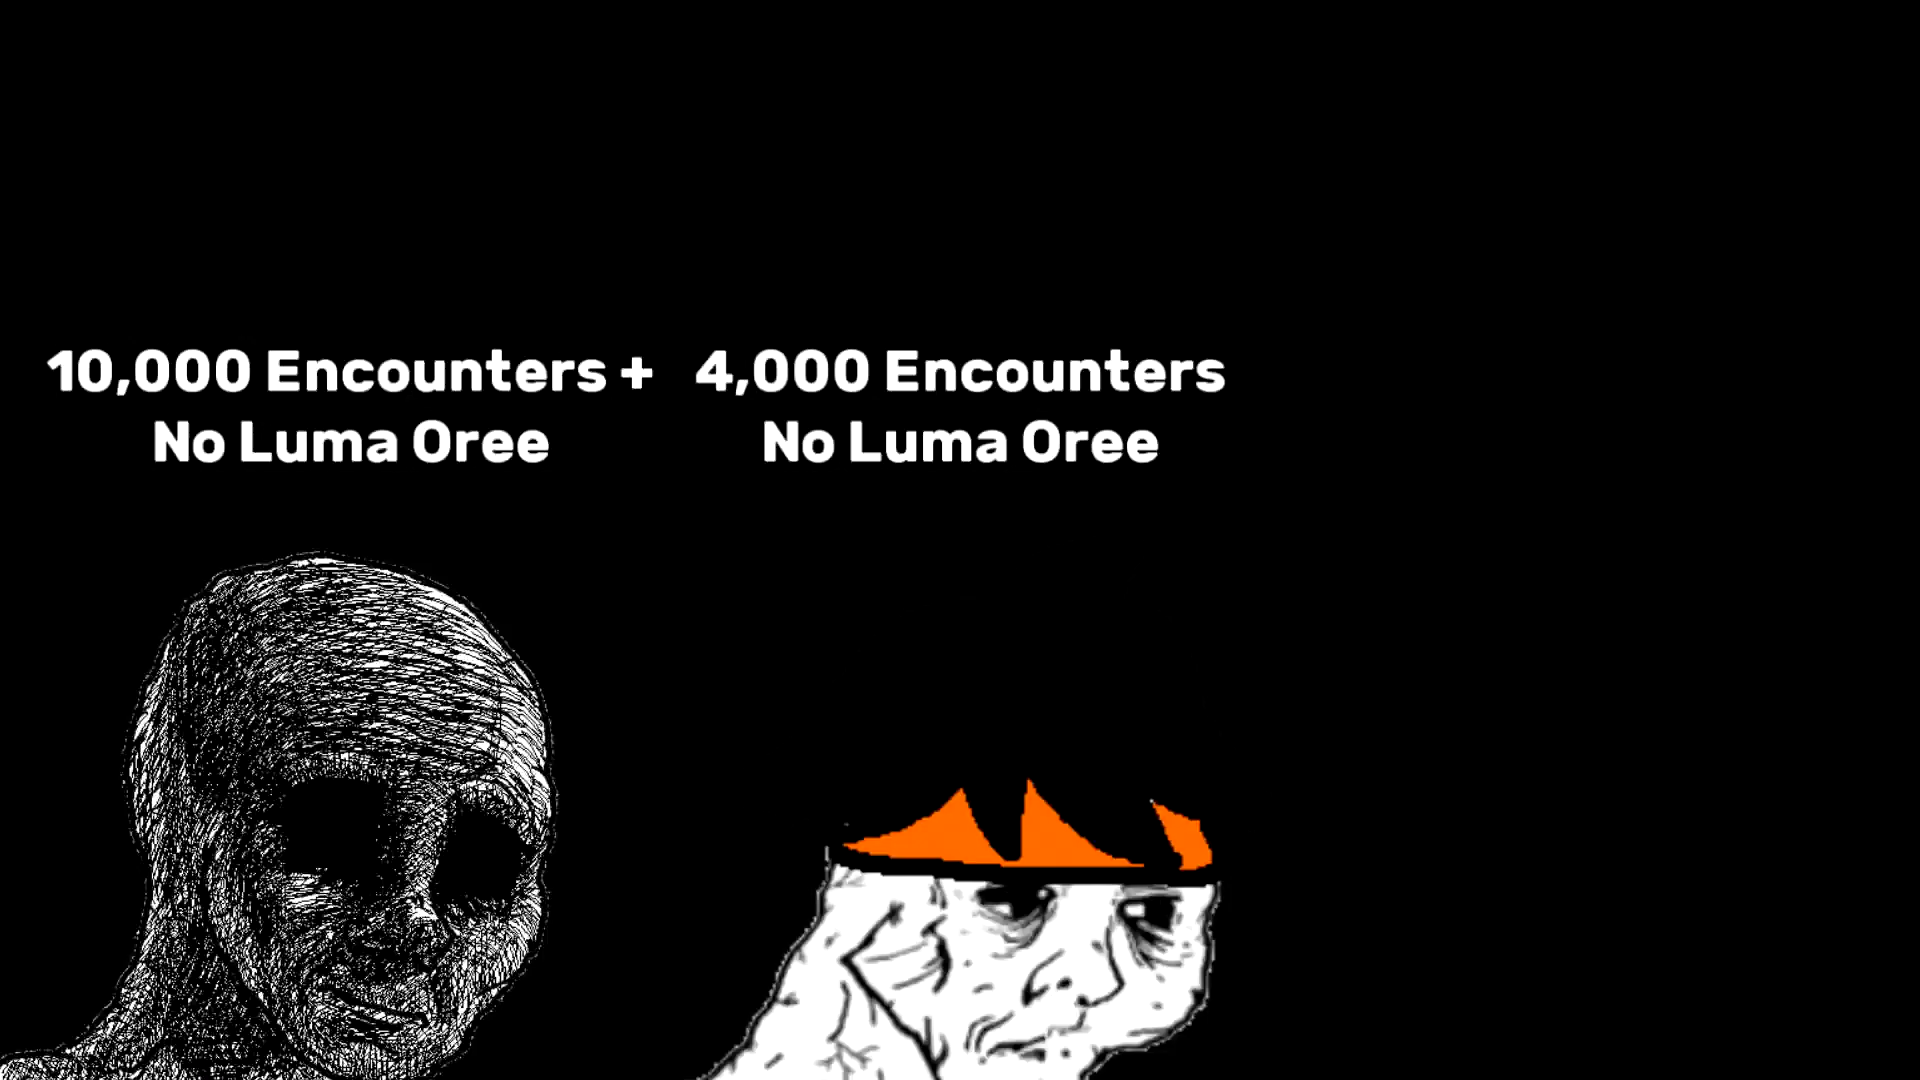 10,000 Encounters +
No Luma Oree
4,000 Encounters
No Luma Oree